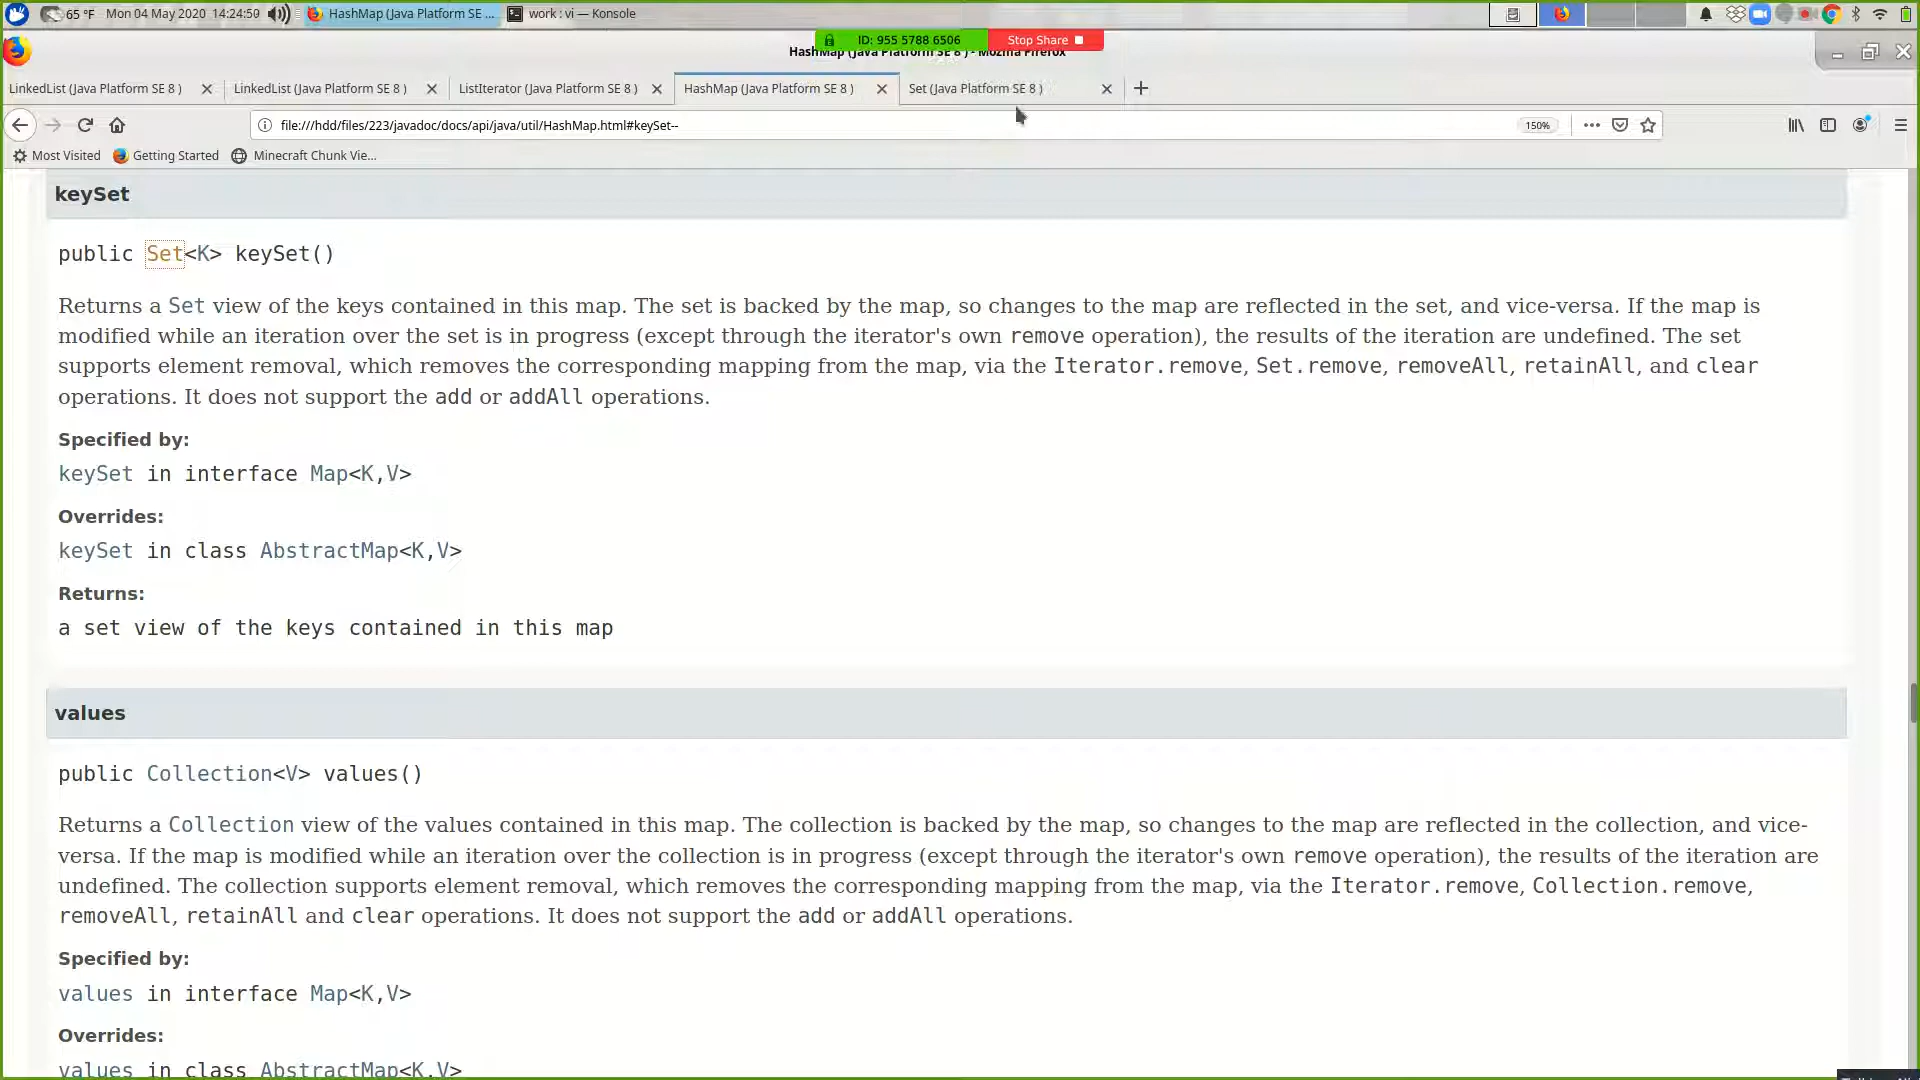 65 °F Mon 04 May 2020 14:24:50 HashMap (Java Platform SE ... work : vi — Konsole
ID: 955 5788 6506 Stop Share
HashMap (Java Platform SE 8 ) - Mozilla Firefox
LinkedList (Java Platform SE 8 ) LinkedList (Java Platform SE 8 ) ListIterator (Java Platform SE 8 ) HashMap (Java Platform SE 8 ) Set (Java Platform SE 8 )
file:///hdd/files/223/javadoc/docs/api/java/util/HashMap.html#keySet-- 150%
Most Visited Getting Started Minecraft Chunk Vie...
keySet
public Set<K> keySet()
Returns a Set view of the keys contained in this map. The set is backed by the map, so changes to the map are reflected in the set, and vice-versa. If the map is
modified while an iteration over the set is in progress (except through the iterator's own remove operation), the results of the iteration are undefined. The set
supports element removal, which removes the corresponding mapping from the map, via the Iterator.remove, Set.remove, removeAll, retainAll, and clear
operations. It does not support the add or addAll operations.
Specified by:
keySet in interface Map<K,V>
Overrides:
keySet in class AbstractMap<K,V>
Returns:
a set view of the keys contained in this map
values
public Collection<V> values()
Returns a Collection view of the values contained in this map. The collection is backed by the map, so changes to the map are reflected in the collection, and vice-
versa. If the map is modified while an iteration over the collection is in progress (except through the iterator's own remove operation), the results of the iteration are
undefined. The collection supports element removal, which removes the corresponding mapping from the map, via the Iterator.remove, Collection.remove,
removeAll, retainAll and clear operations. It does not support the add or addAll operations.
Specified by:
values in interface Map<K,V>
Overrides:
values in class AbstractMap<K,V>